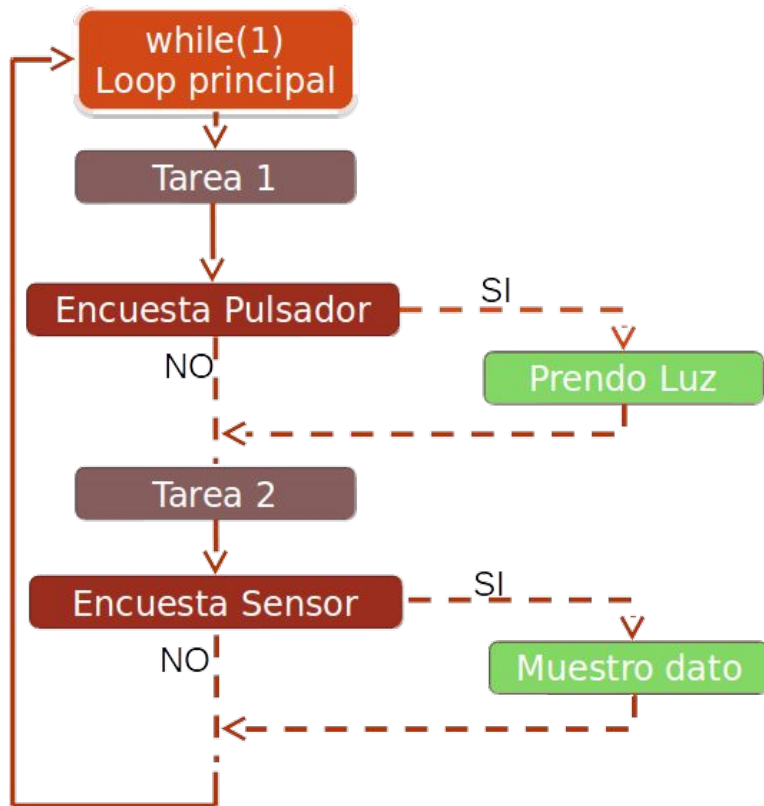 while(1)
Loop principal
Tarea 1
Encuesta Pulsador
SI
NO
Prendo Luz
Tarea 2
Encuesta Sensor
SI
NO
Muestro dato